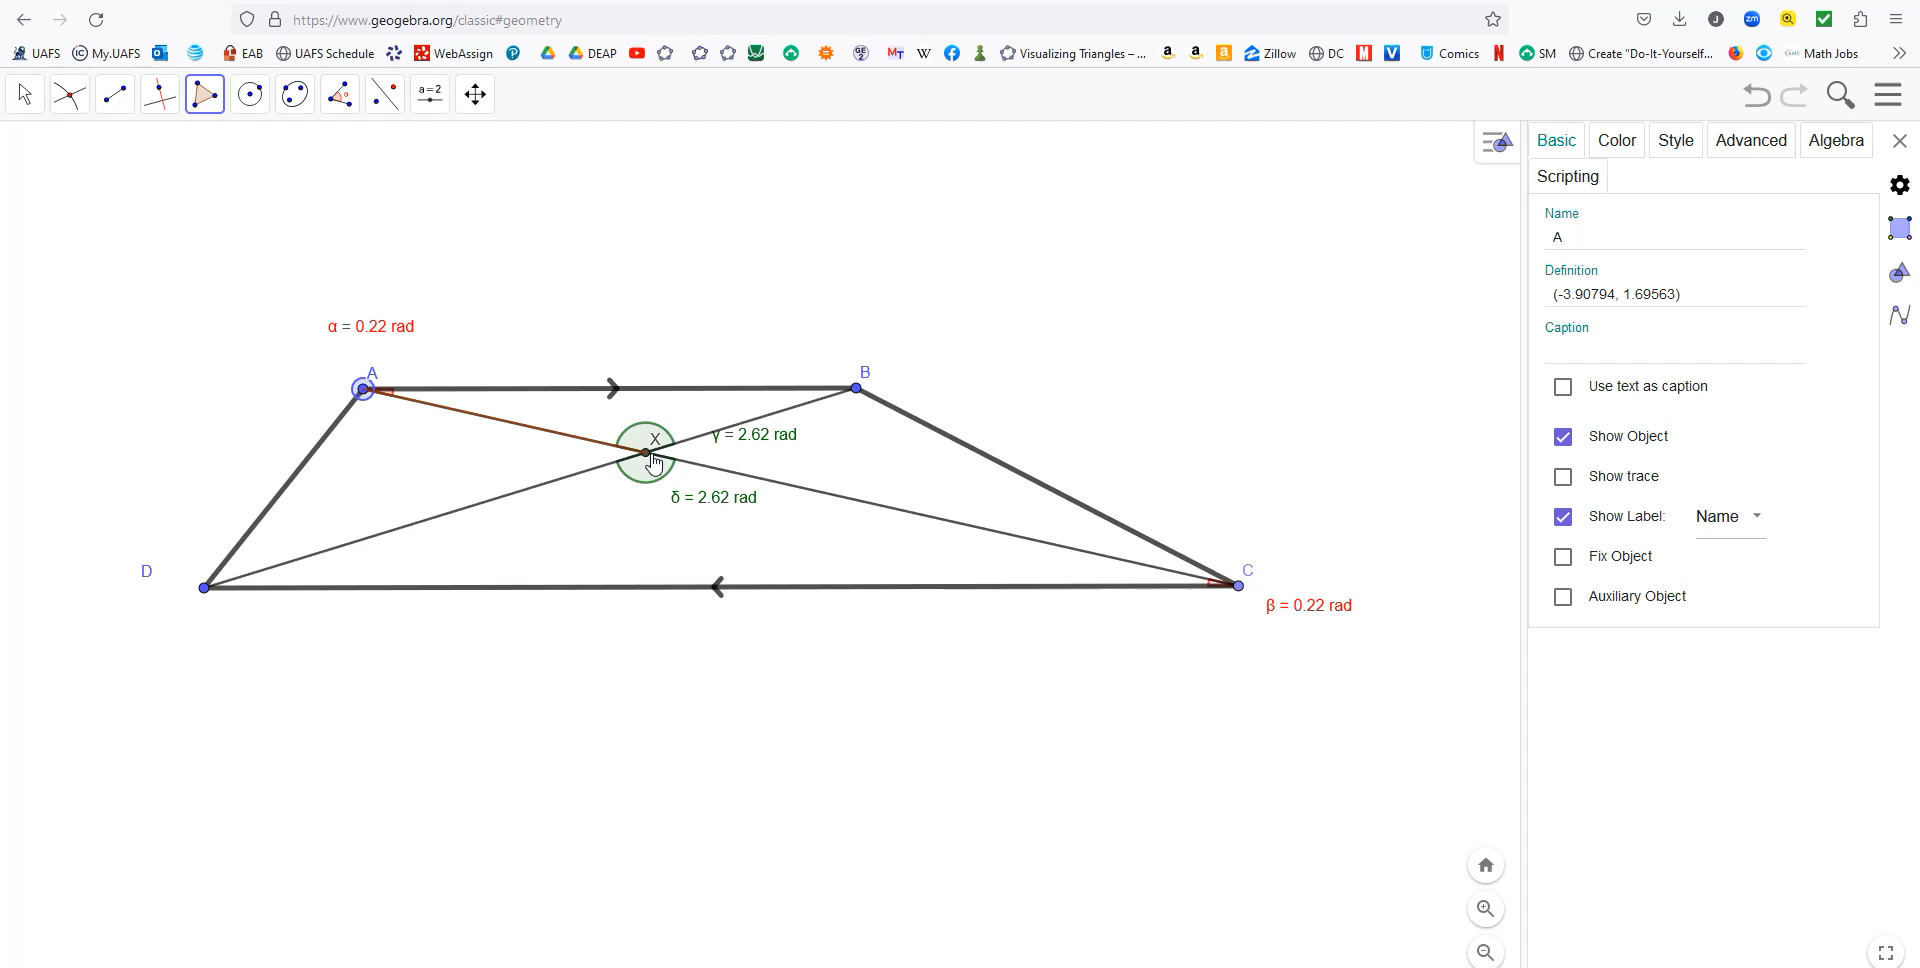 https://www.geogebra.org/classic#geometry
UAFS My.UAFS EAB UAFS Schedule WebAssign DEAP Visualizing Triangles – ... Zillow DC Comics SM Create "Do-It-Yourself... Math Jobs
a=2
Basic Color Style Advanced Algebra
Scripting
Name
A
Definition
(-3.90794, 1.69563)
Caption
Use text as caption
Show Object
Show trace
Show Label: Name
Fix Object
Auxiliary Object
α = 0.22 rad
A
B
X
γ = 2.62 rad
δ = 2.62 rad
D
C
β = 0.22 rad